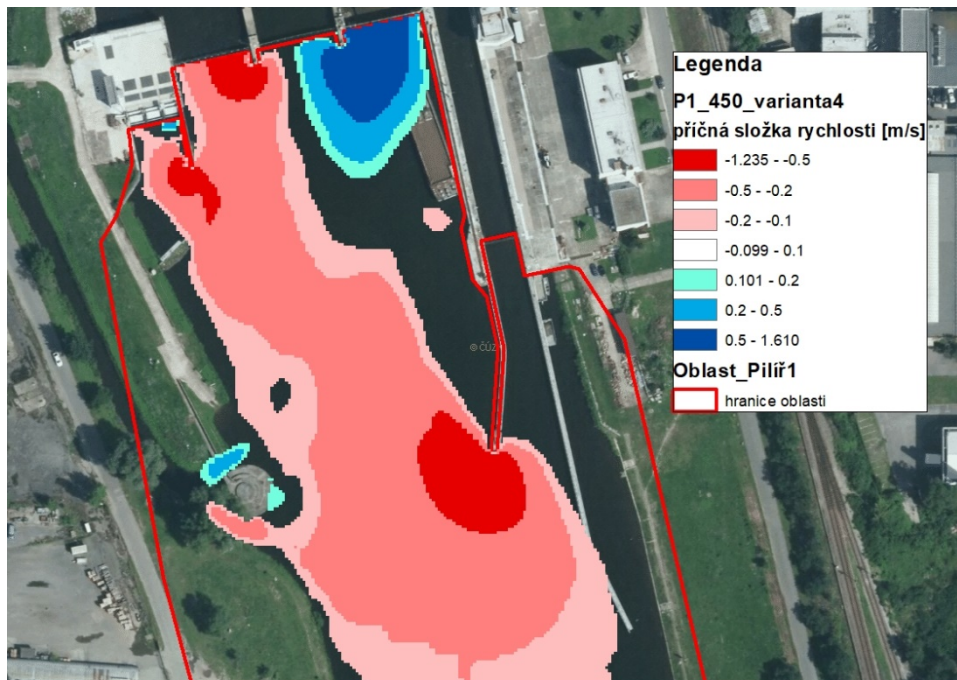 Legenda
P1_450_varianta4
příčná složka rychlosti [m/s]
-1.235 - -0.5
-0.5 - -0.2
-0.2 - -0.1
-0.099 - 0.1
0.101 - 0.2
0.2 - 0.5
0.5 - 1.610
Oblast_Pilíř1
hranice oblasti
© ČÚZ